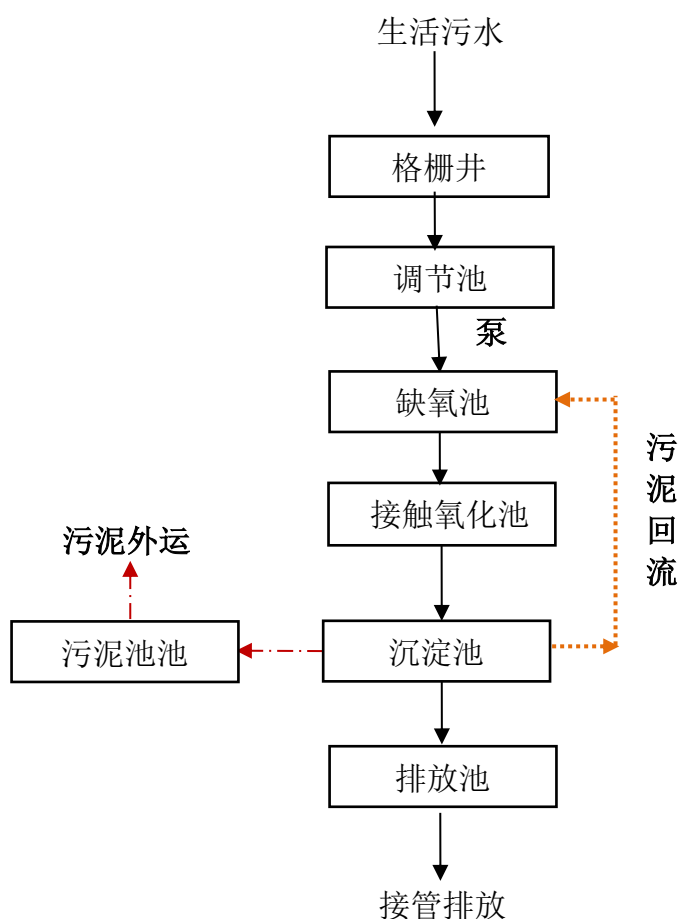 生活污水
格栅井
调节池
泵
缺氧池
接触氧化池
污泥回流
污泥外运
污泥池池
沉淀池
排放池
接管排放